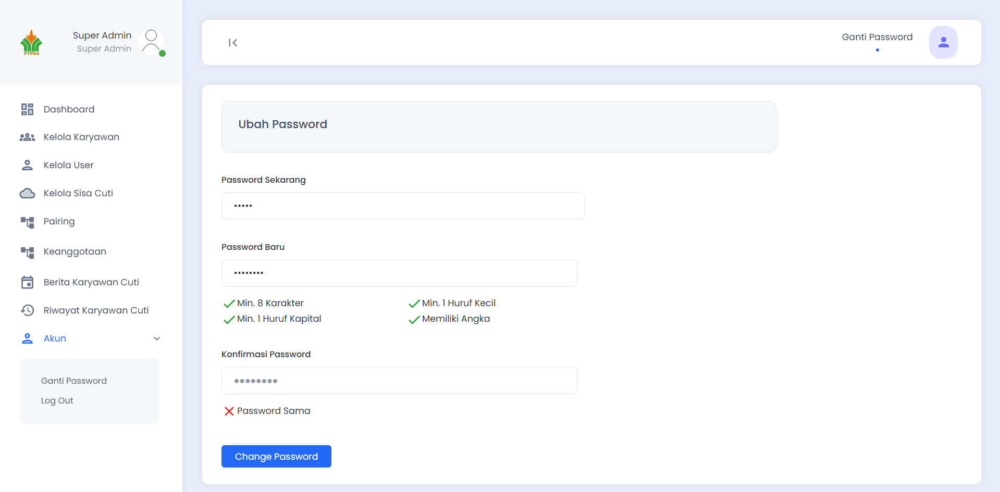 PTPN4
Super Admin
Super Admin
Dashboard
Kelola Karyawan
Kelola User
Kelola Sisa Cuti
Pairing
Keanggotaan
Berita Karyawan Cuti
Riwayat Karyawan Cuti
Akun
Ganti Password
Log Out
Ganti Password
Ubah Password
Password Sekarang
•••••
Password Baru
••••••••
Min. 8 Karakter
Min. 1 Huruf Kecil
Min. 1 Huruf Kapital
Memiliki Angka
Konfirmasi Password
••••••••
Password Sama
Change Password